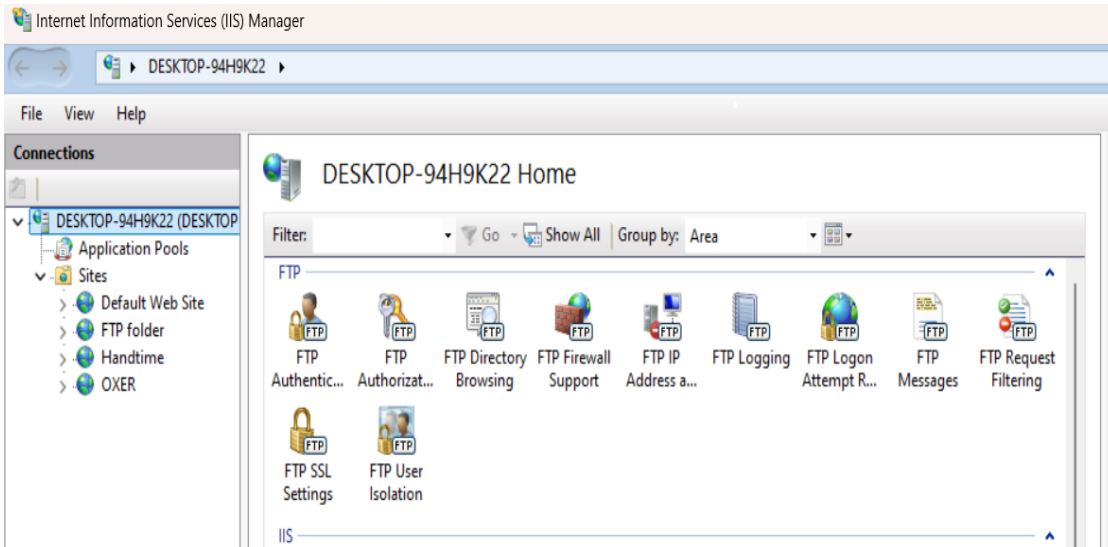 Internet Information Services (IIS) Manager
DESKTOP-94H9K22
File View Help
Connections
DESKTOP-94H9K22 (DESKTOP
Application Pools
Sites
Default Web Site
FTP folder
Handtime
OXER
DESKTOP-94H9K22 Home
Filter: Go Show All Group by: Area
FTP
FTP FTP FTP FTP FTP FTP FTP FTP FTP
FTP FTP FTP Directory FTP Firewall FTP IP FTP Logging FTP Logon FTP FTP Request
Authentic... Authorizat... Browsing Support Address a... Attempt R... Messages Filtering
FTP FTP
FTP SSL FTP User
Settings Isolation
IIS